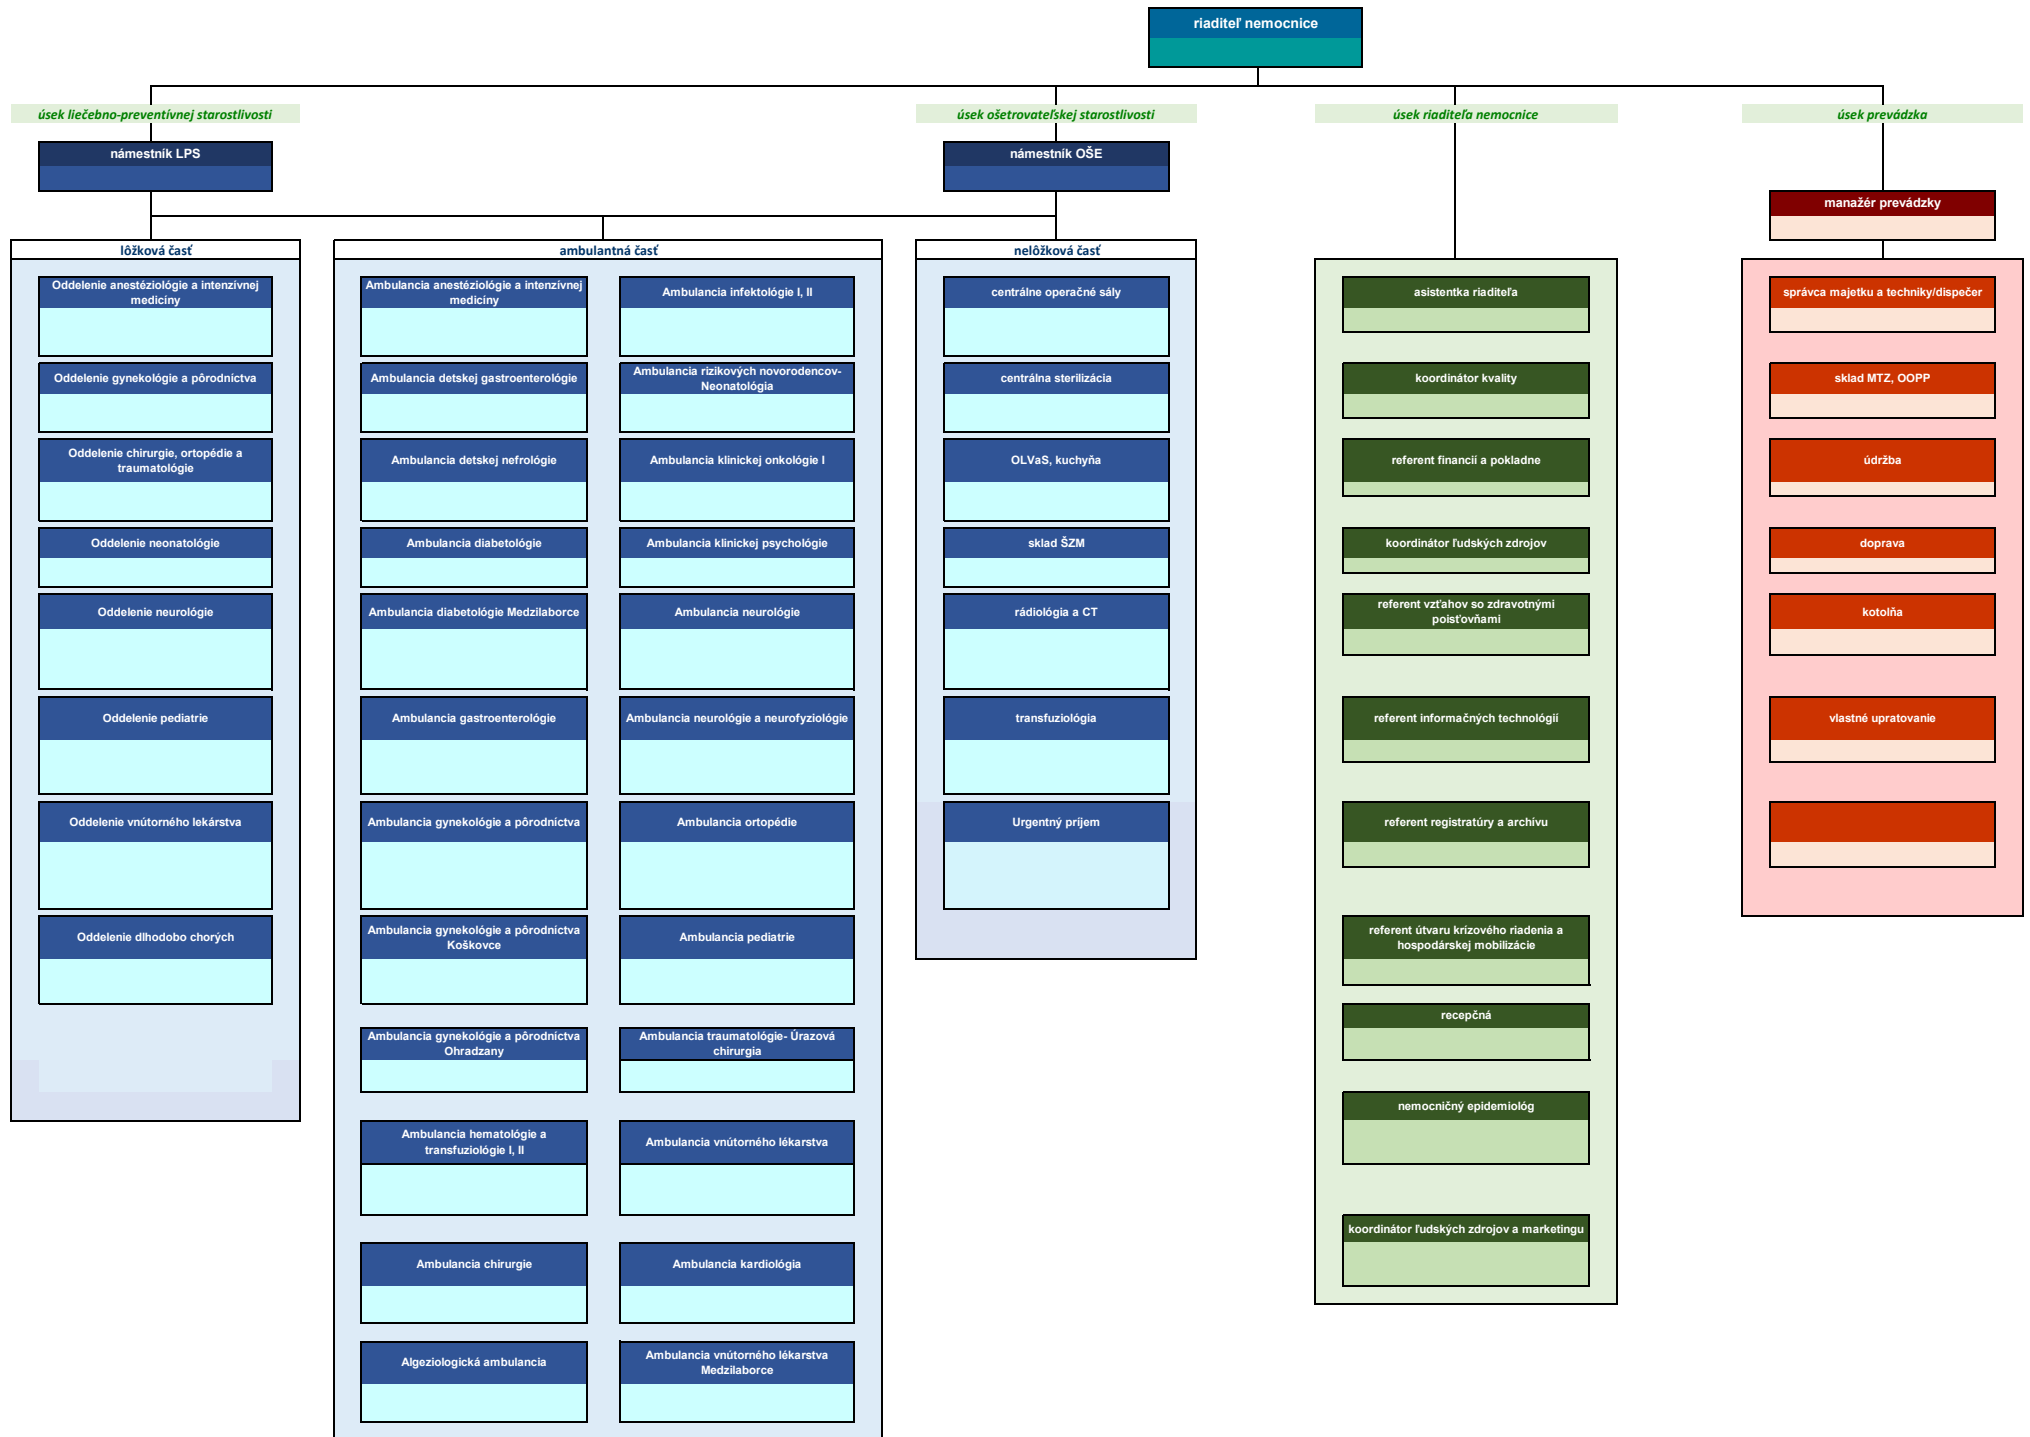 riaditeľ nemocnice
úsek liečebno-preventívnej starostlivosti
úsek ošetrovateľskej starostlivosti
úsek riaditeľa nemocnice
úsek prevádzka
námestník LPS
námestník OŠE
manažér prevádzky
lôžková časť
ambulantná časť
nelôžková časť
Oddelenie anestéziológie a intenzívnej
medicíny
Oddelenie gynekológie a pôrodníctva
Oddelenie chirurgie, ortopédie a
traumatológie
Oddelenie neonatológie
Oddelenie neurológie
Oddelenie pediatrie
Oddelenie vnútorného lekárstva
Oddelenie dlhodobo chorých
Ambulancia anestéziológie a intenzívnej
medicíny
Ambulancia detskej gastroenterológie
Ambulancia detskej nefrológie
Ambulancia diabetológie
Ambulancia diabetológie Medzilaborce
Ambulancia gastroenterológie
Ambulancia gynekológie a pôrodníctva
Ambulancia gynekológie a pôrodníctva
Koškovce
Ambulancia gynekológie a pôrodníctva
Ohradzany
Ambulancia hematológie a
transfuziológie I, II
Ambulancia chirurgie
Algeziologická ambulancia
Ambulancia infektológie I, II
Ambulancia rizikových novorodencov-
Neonatológia
Ambulancia klinickej onkológie I
Ambulancia klinickej psychológie
Ambulancia neurológie
Ambulancia neurológie a neurofyziológie
Ambulancia ortopédie
Ambulancia pediatrie
Ambulancia traumatológie- Úrazová
chirurgia
Ambulancia vnútorného lékarstva
Ambulancia kardiológia
Ambulancia vnútorného lékarstva
Medzilaborce
centrálne operačné sály
centrálna sterilizácia
OLVaS, kuchyňa
sklad ŠZM
rádiológia a CT
transfuziológia
Urgentný príjem
asistentka riaditeľa
koordinátor kvality
referent financií a pokladne
koordinátor ľudských zdrojov
referent vzťahov so zdravotnými
poisťovňami
referent informačných technológií
referent registratúry a archívu
referent útvaru krízového riadenia a
hospodárskej mobilizácie
recepčná
nemocničný epidemiológ
koordinátor ľudských zdrojov a marketingu
správca majetku a techniky/dispečer
sklad MTZ, OOPP
údržba
doprava
kotolňa
vlastné upratovanie